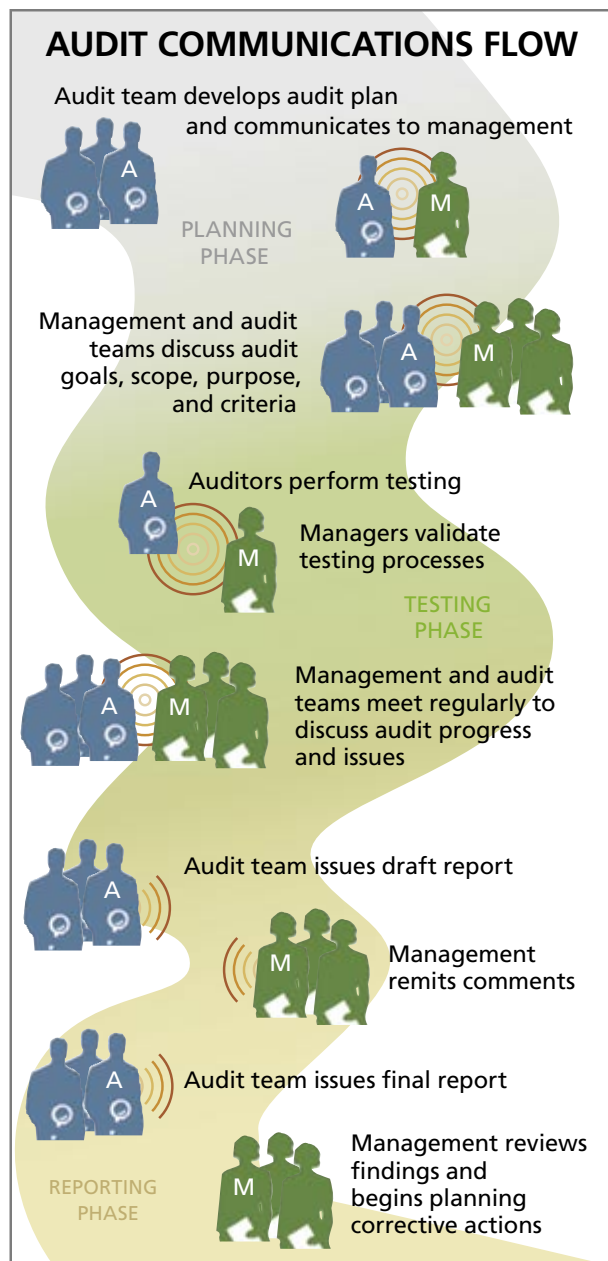 AUDIT COMMUNICATIONS FLOW
Audit team develops audit plan
and communicates to management
A
A
M
PLANNING
PHASE
Management and audit
teams discuss audit
goals, scope, purpose,
and criteria
A
M
A
Auditors perform testing
Managers validate
testing processes
M
TESTING
PHASE
Management and audit
teams meet regularly to
discuss audit progress
and issues
A
M
Audit team issues draft report
A
M
Management
remits comments
A
Audit team issues final report
M
Management reviews
findings and
begins planning
corrective actions
REPORTING
PHASE